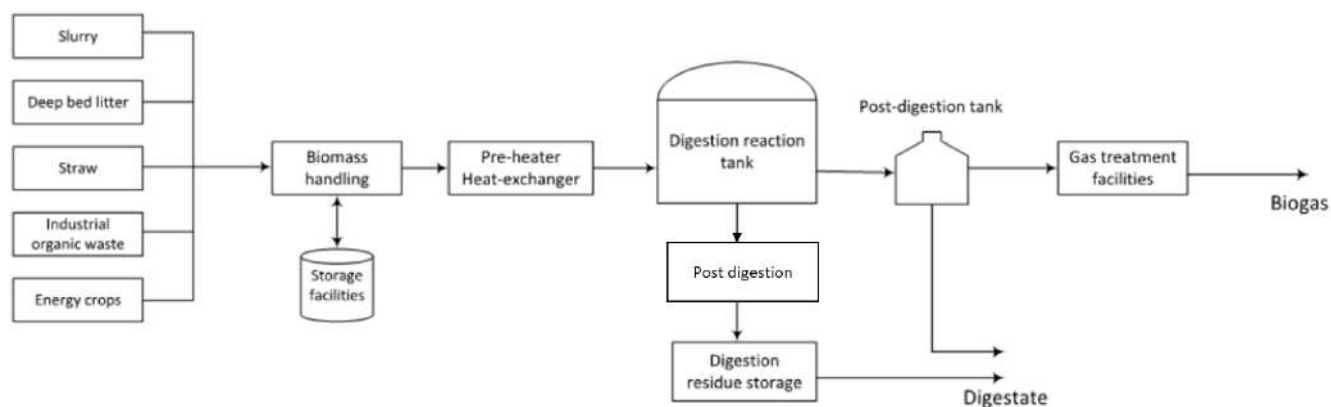 Slurry
Deep bed litter
Straw
Industrial
organic waste
Energy crops
Biomass
handling
Storage
facilities
Pre-heater
Heat-exchanger
Digestion reaction
tank
Post digestion
Digestion
residue storage
Post-digestion tank
Gas treatment
facilities
Biogas
Digestate